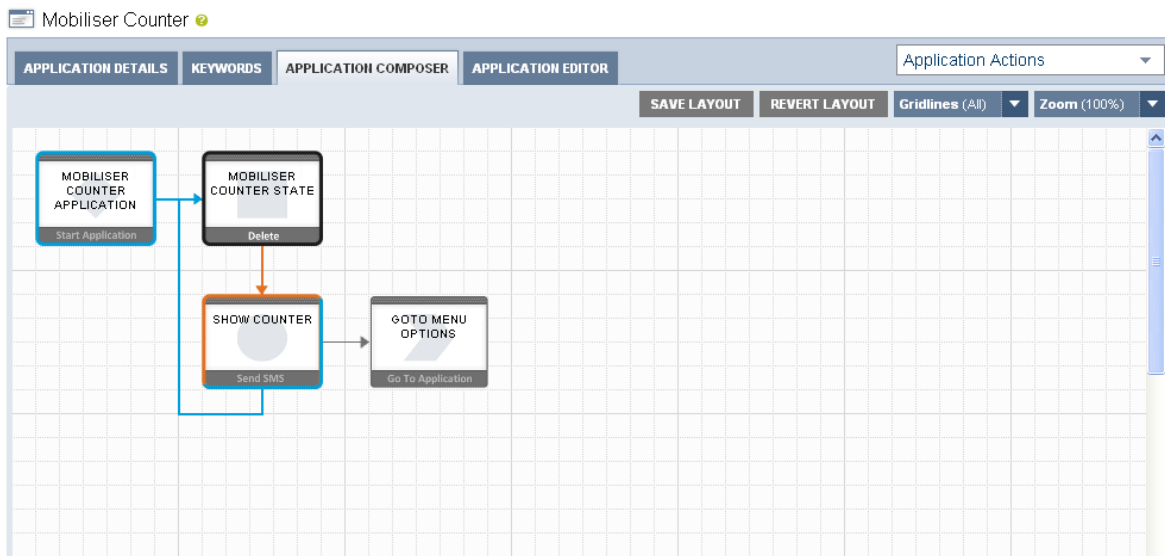 Mobiliser Counter
APPLICATION DETAILS KEYWORDS APPLICATION COMPOSER APPLICATION EDITOR Application Actions
SAVE LAYOUT REVERT LAYOUT Gridlines (All) Zoom (100%)
MOBILISER
COUNTER
APPLICATION
Start Application
MOBILISER
COUNTER STATE
Delete
SHOW COUNTER
Send SMS
GOTO MENU
OPTIONS
Go To Application